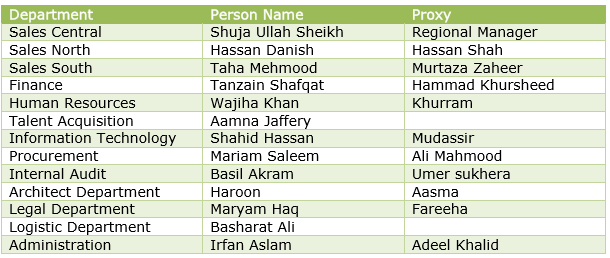 Department Person Name Proxy
Sales Central Shuja Ullah Sheikh Regional Manager
Sales North Hassan Danish Hassan Shah
Sales South Taha Mehmood Murtaza Zaheer
Finance Tanzain Shafqat Hammad Khursheed
Human Resources Wajiha Khan Khurram
Talent Acquisition Aamna Jaffery
Information Technology Shahid Hassan Mudassir
Procurement Mariam Saleem Ali Mahmood
Internal Audit Basil Akram Umer sukhera
Architect Department Haroon Aasma
Legal Department Maryam Haq Fareeha
Logistic Department Basharat Ali
Administration Irfan Aslam Adeel Khalid